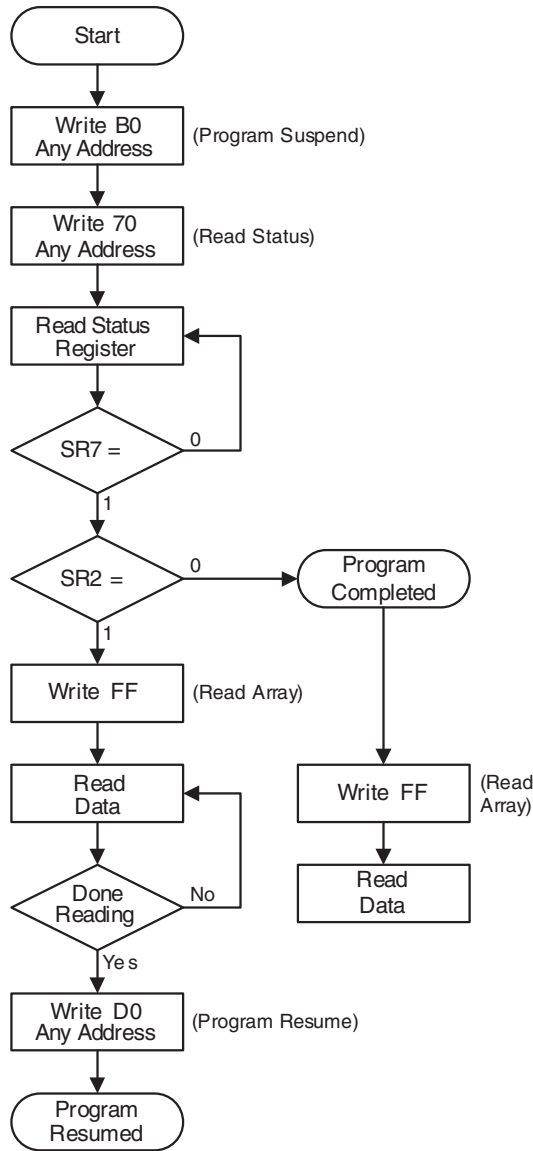 Start
Write B0
Any Address
(Program Suspend)
Write 70
Any Address
(Read Status)
Read Status
Register
SR7 =
0
1
SR2 =
0
Program
Completed
1
Write FF
(Read Array)
Read
Data
Write FF
(Read
Array)
Done
Reading
No
Read
Data
Yes
Write D0
Any Address
(Program Resume)
Program
Resumed